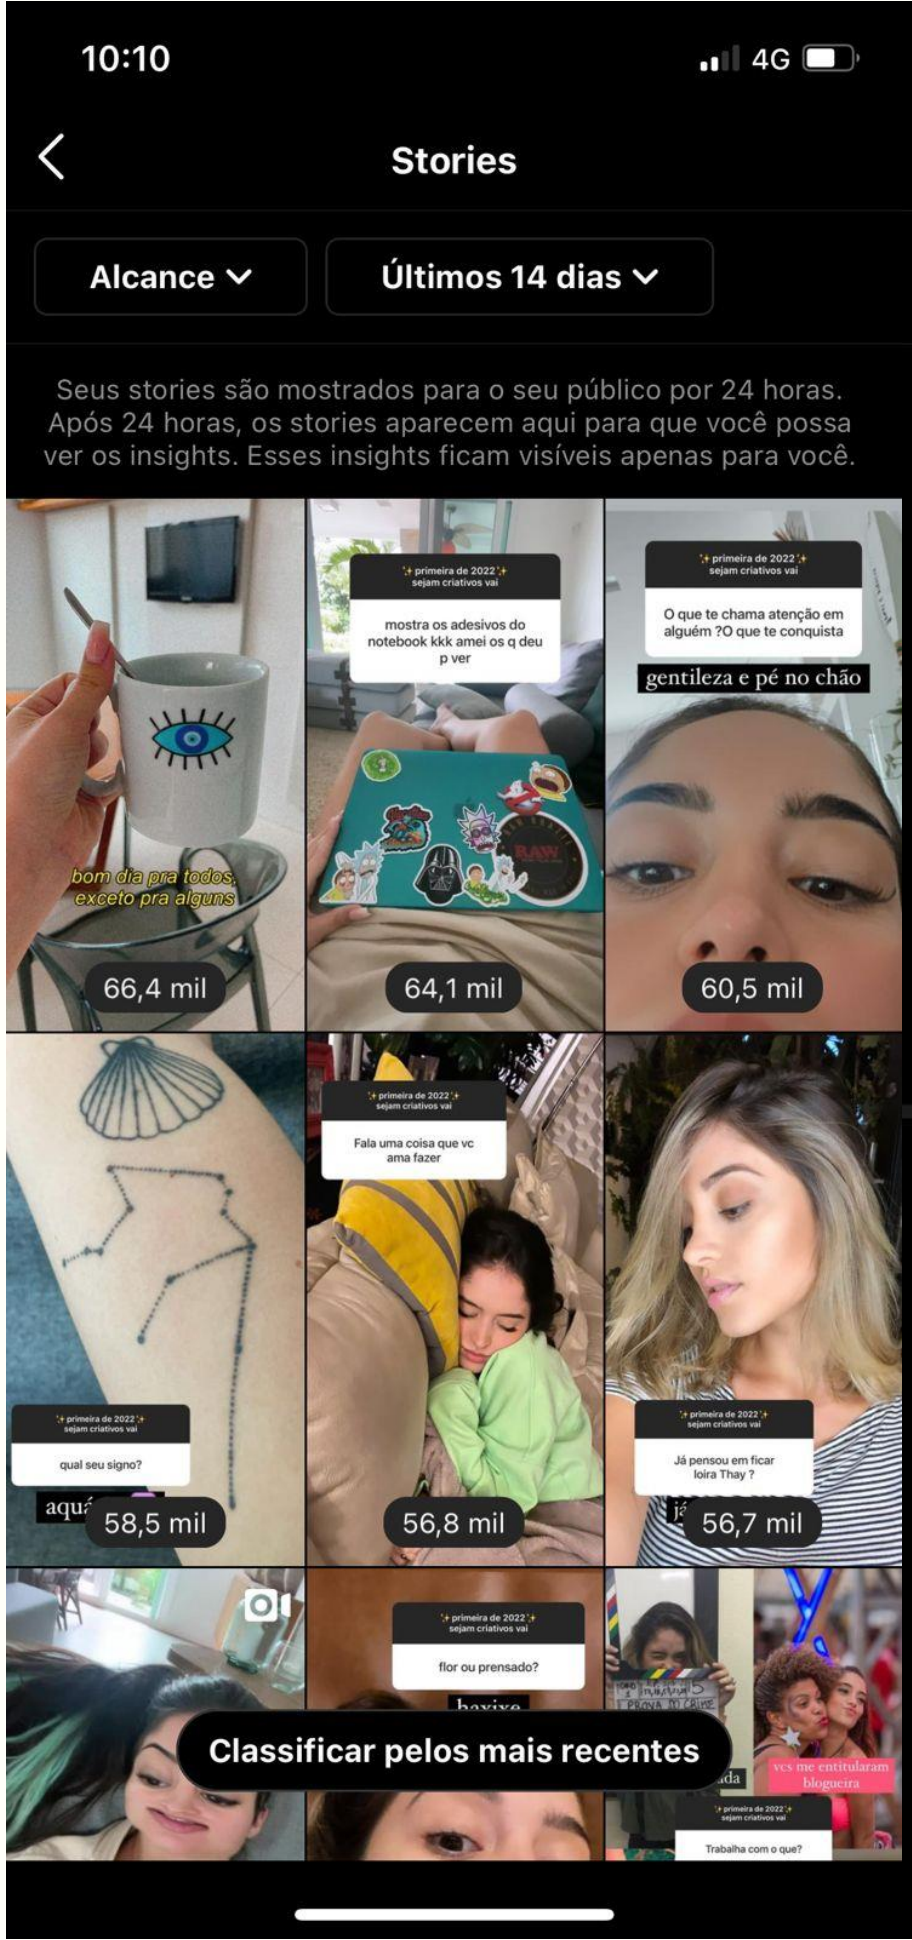 10:10
4G
Stories
Alcance
Últimos 14 dias
Seus stories são mostrados para o seu público por 24 horas.
Após 24 horas, os stories aparecem aqui para que você possa
ver os insights. Esses insights ficam visíveis apenas para você.
bom dia pra todos,
exceto pra alguns
66,4 mil
✨primeira de 2022✨
sejam criativos vai
mostra os adesivos do
notebook kkk amei os q deu
p ver
RAW
64,1 mil
✨primeira de 2022✨
sejam criativos vai
O que te chama atenção em
alguém ?O que te conquista
gentileza e pé no chão
60,5 mil
✨primeira de 2022✨
sejam criativos vai
qual seu signo?
aquá
58,5 mil
✨primeira de 2022✨
sejam criativos vai
Fala uma coisa que vc
ama fazer
56,8 mil
✨primeira de 2022✨
sejam criativos vai
Já pensou em ficar
loira Thay ?
já
56,7 mil
✨primeira de 2022✨
sejam criativos vai
flor ou prensado?
haxixe
PROVA DO CRIME
da
vcs me entitularam
blogueira
✨primeira de 2022✨
sejam criativos vai
Trabalha com o que?
Classificar pelos mais recentes